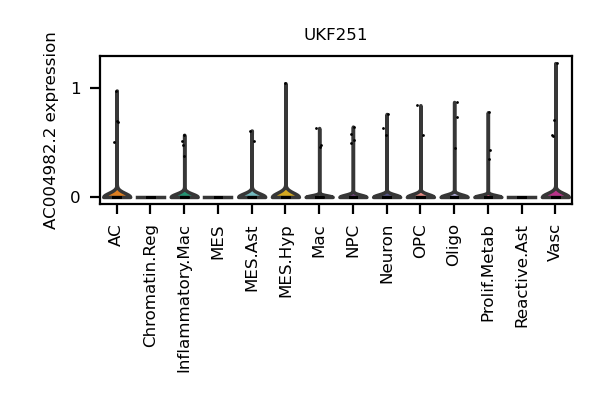 UKF251
AC004982.2 expression
1
0
AC
Chromatin.Reg
Inflammatory.Mac
MES
MES.Ast
MES.Hyp
Mac
NPC
Neuron
OPC
Oligo
Prolif.Metab
Reactive.Ast
Vasc